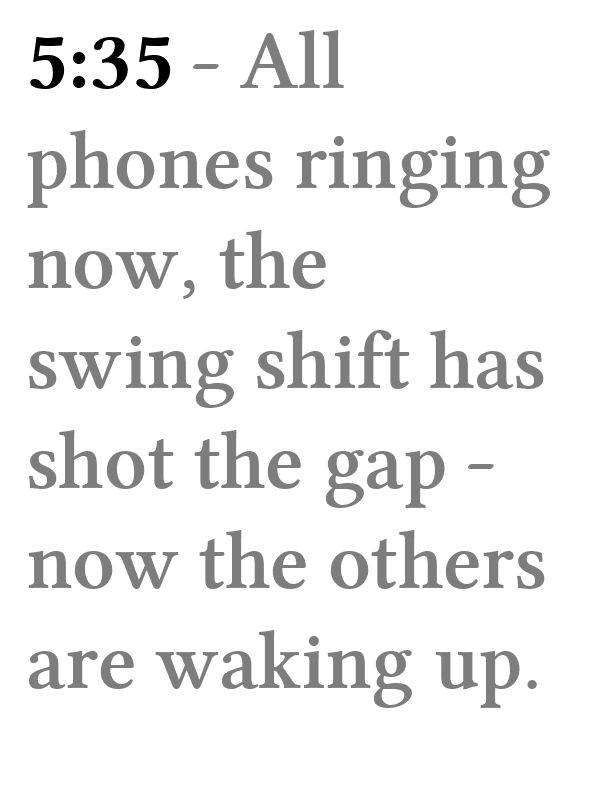 5:35 - All
phones ringing
now, the
swing shift has
shot the gap -
now the others
are waking up.